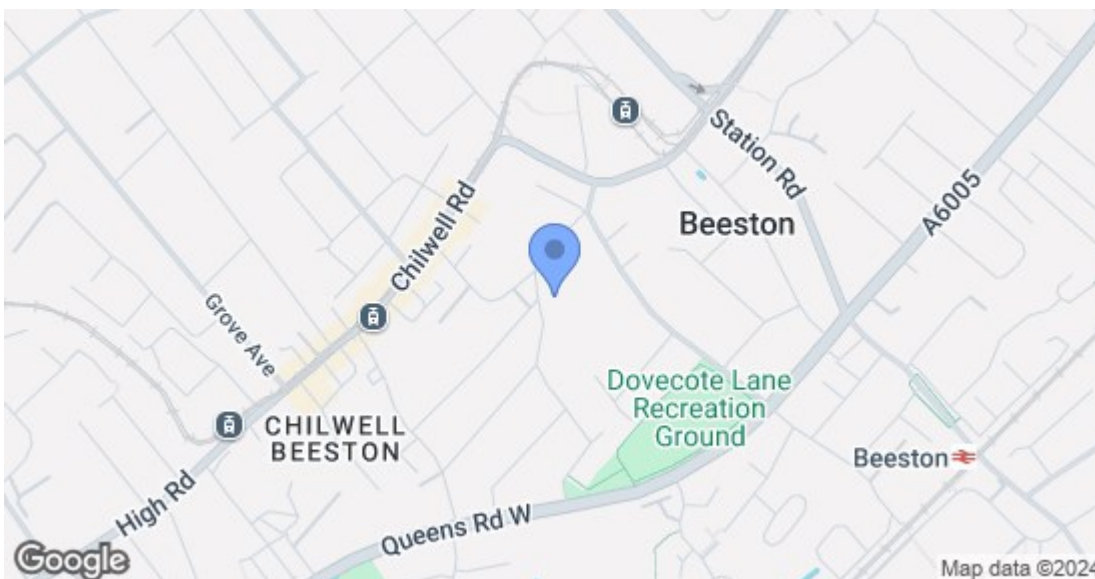 Station Rd
A6005
Beeston
Chilwell Rd
Grove Ave
Dovecote Lane
Recreation
Ground
CHILWELL
BEESTON
Beeston
High Rd
Queens Rd W
Google
Map data ©2024